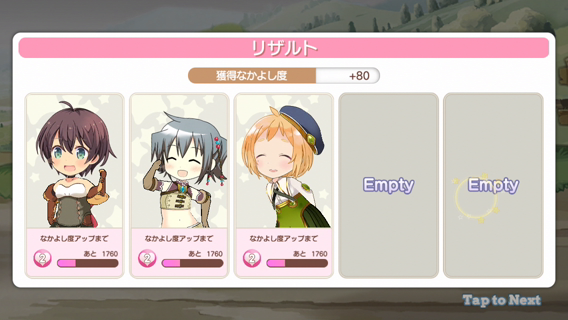 リザルト
獲得なかよし度 +80
Empty Empty
なかよし度アップまで なかよし度アップまで なかよし度アップまで
2 あと 1760 2 あと 1760 2 あと 1760
Tap to Next